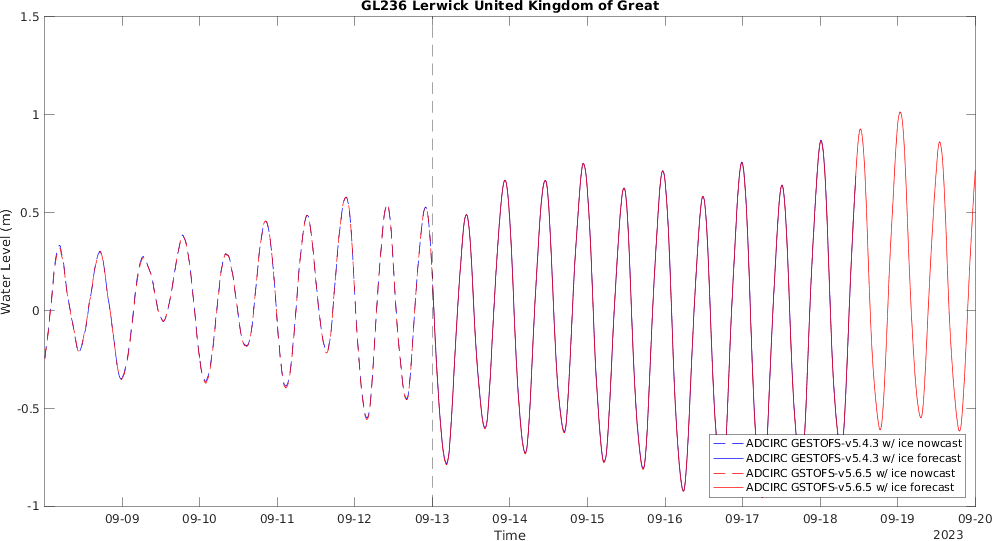 GL236 Lerwick United Kingdom of Great
1.5
1
0.5
0
-0.5
-1
Water Level (m)
ADCIRC GESTOFS-v5.4.3 w/ ice nowcast
ADCIRC GESTOFS-v5.4.3 w/ ice forecast
ADCIRC GSTOFS-v5.6.5 w/ ice nowcast
ADCIRC GSTOFS-v5.6.5 w/ ice forecast
09-09 09-10 09-11 09-12 09-13 09-14 09-15 09-16 09-17 09-18 09-19 09-20
Time
2023